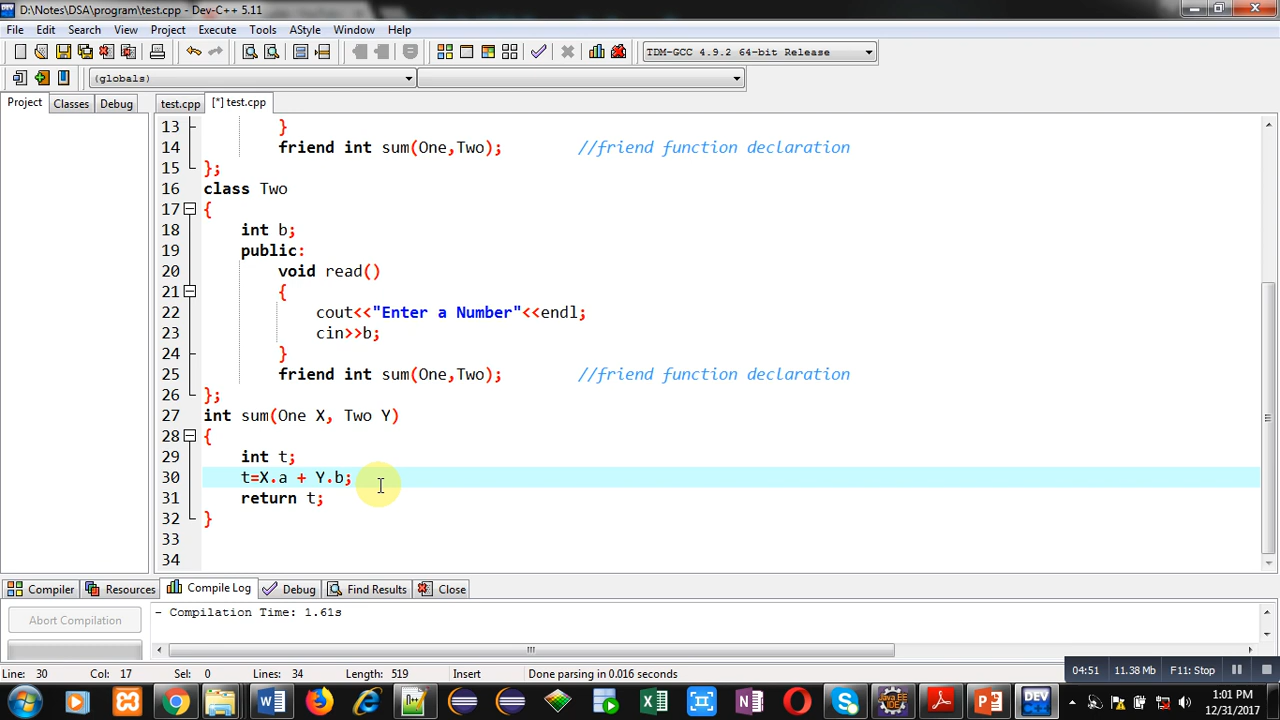 D:\Notes\DSA\program\test.cpp - Dev-C++ 5.11
File Edit Search View Project Execute Tools AStyle Window Help
TDM-GCC 4.9.2 64-bit Release
(globals)
Project Classes Debug test.cpp [*] test.cpp
13 }
14 friend int sum(One,Two); //friend function declaration
15 };
16 class Two
17 {
18 int b;
19 public:
20 void read()
21 {
22 cout<<"Enter a Number"<<endl;
23 cin>>b;
24 }
25 friend int sum(One,Two); //friend function declaration
26 };
27 int sum(One X, Two Y)
28 {
29 int t;
30 t=X.a + Y.b;
31 return t;
32 }
33
34
Compiler Resources Compile Log Debug Find Results Close
Abort Compilation
- Compilation Time: 1.61s
Line: 30 Col: 17 Sel: 0 Lines: 34 Length: 519 Insert Done parsing in 0.016 seconds
04:51 11.38 Mb F11: Stop
DEV
1:01 PM
12/31/2017